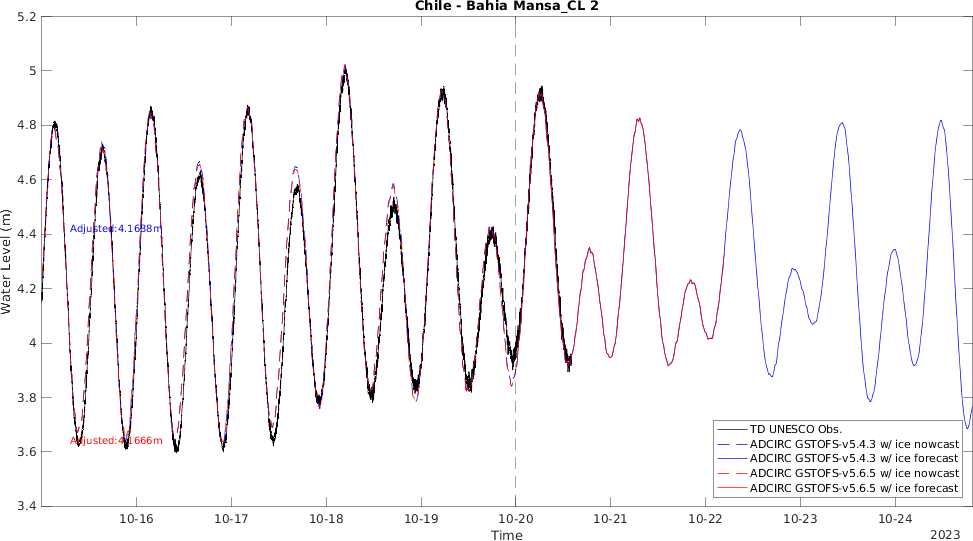 Chile - Bahia Mansa_CL 2
5.2
5
4.8
4.6
4.4
4.2
4
3.8
3.6
3.4
Water Level (m)
Adjusted:4.1688m
Adjusted:4.1666m
TD UNESCO Obs.
ADCIRC GSTOFS-v5.4.3 w/ ice nowcast
ADCIRC GSTOFS-v5.4.3 w/ ice forecast
ADCIRC GSTOFS-v5.6.5 w/ ice nowcast
ADCIRC GSTOFS-v5.6.5 w/ ice forecast
10-16 10-17 10-18 10-19 10-20 10-21 10-22 10-23 10-24
Time
2023